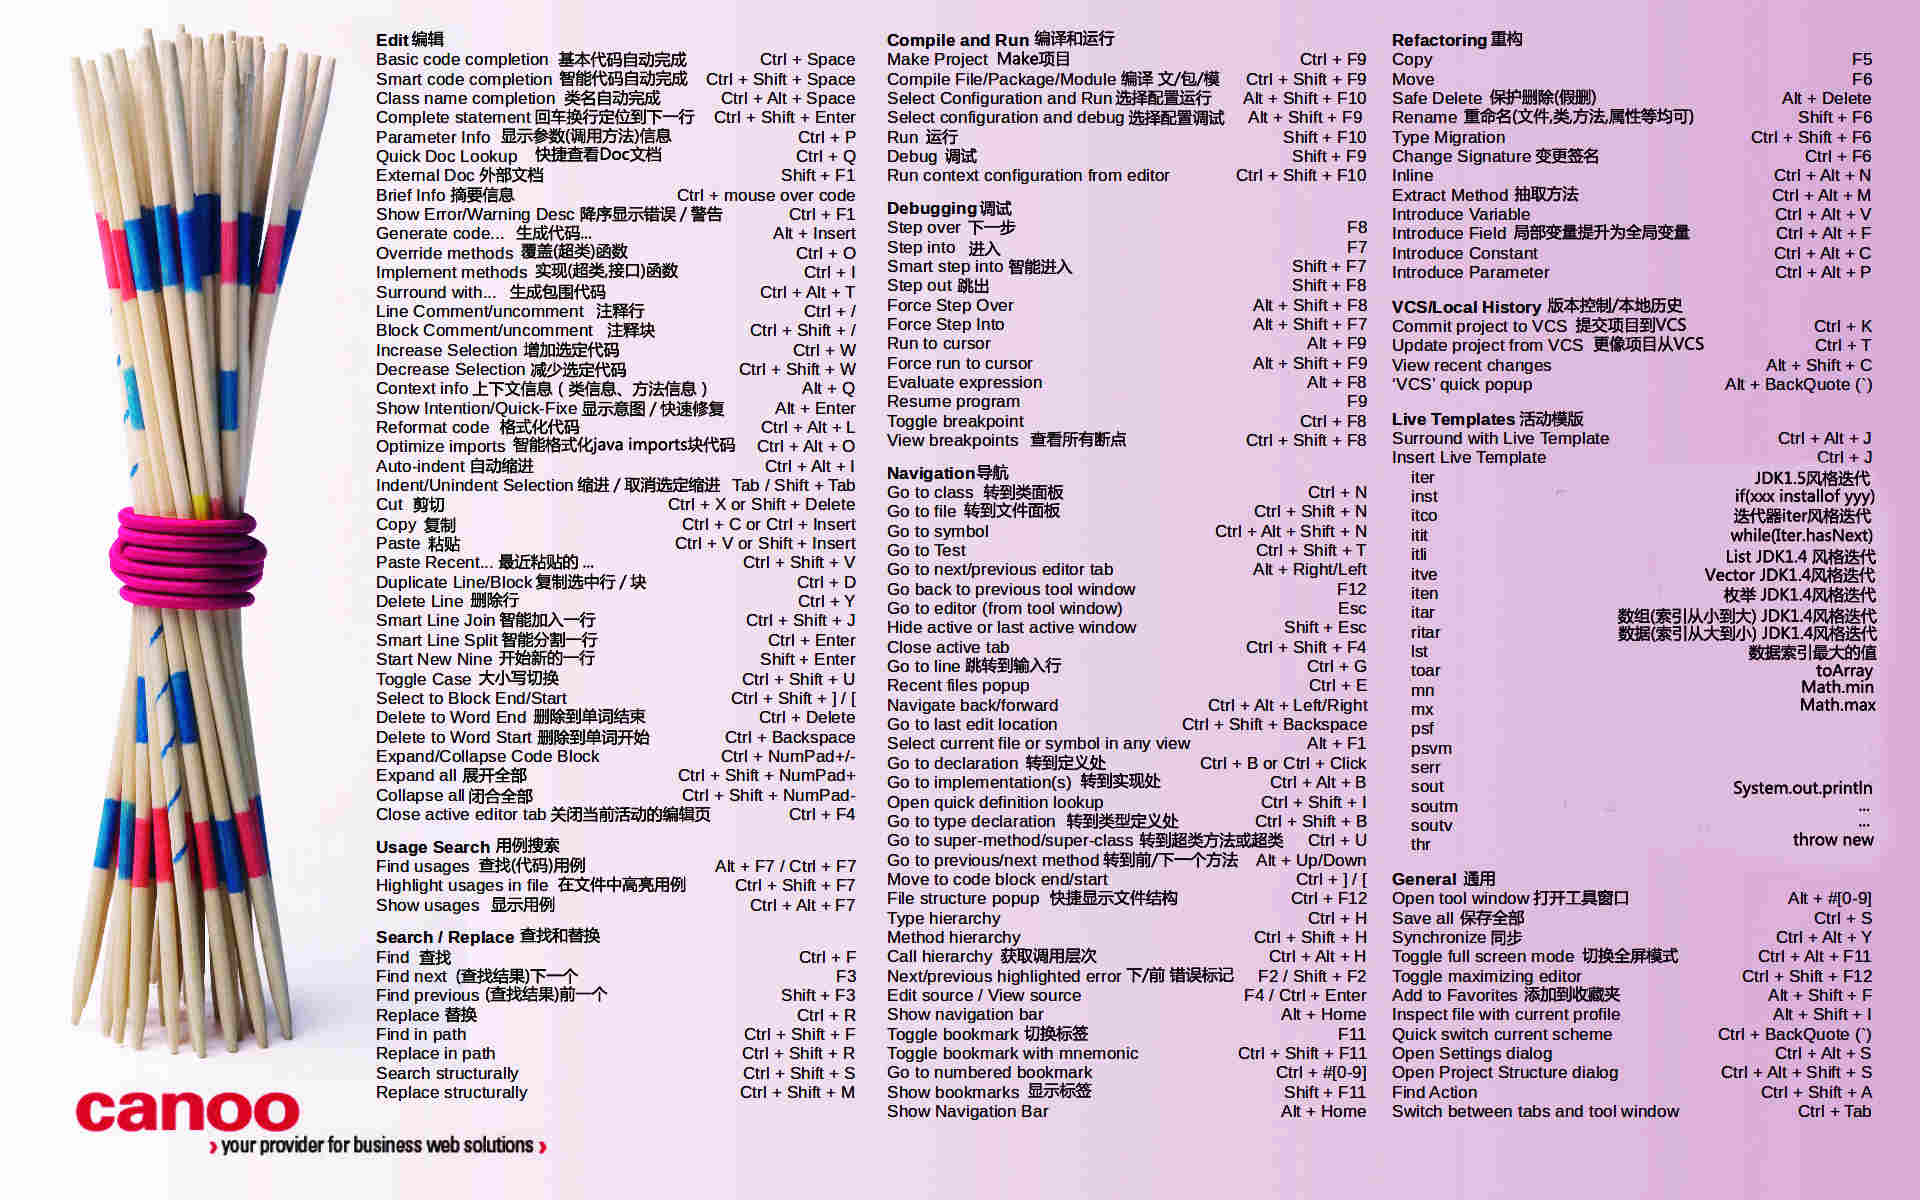 Edit 编辑
Basic code completion 基本代码自动完成 Ctrl + Space
Smart code completion 智能代码自动完成 Ctrl + Shift + Space
Class name completion 类名自动完成 Ctrl + Alt + Space
Complete statement 回车换行定位到下一行 Ctrl + Shift + Enter
Parameter Info 显示参数(调用方法)信息 Ctrl + P
Quick Doc Lookup 快捷查看Doc文档 Ctrl + Q
External Doc 外部文档 Shift + F1
Brief Info 摘要信息 Ctrl + mouse over code
Show Error/Warning Desc 降序显示错误 / 警告 Ctrl + F1
Generate code... 生成代码... Alt + Insert
Override methods 覆盖(超类)函数 Ctrl + O
Implement methods 实现(超类,接口)函数 Ctrl + I
Surround with... 生成包围代码 Ctrl + Alt + T
Line Comment/uncomment 注释行 Ctrl + /
Block Comment/uncomment 注释块 Ctrl + Shift + /
Increase Selection 增加选定代码 Ctrl + W
Decrease Selection 减少选定代码 Ctrl + Shift + W
Context info 上下文信息 ( 类信息、方法信息 ) Alt + Q
Show Intention/Quick-Fixe 显示意图 / 快速修复 Alt + Enter
Reformat code 格式化代码 Ctrl + Alt + L
Optimize imports 智能格式化java imports块代码 Ctrl + Alt + O
Auto-indent 自动缩进 Ctrl + Alt + I
Indent/Unindent Selection 缩进 / 取消选定缩进 Tab / Shift + Tab
Cut 剪切 Ctrl + X or Shift + Delete
Copy 复制 Ctrl + C or Ctrl + Insert
Paste 粘贴 Ctrl + V or Shift + Insert
Paste Recent... 最近粘贴的 ... Ctrl + Shift + V
Duplicate Line/Block 复制选中行 / 块 Ctrl + D
Delete Line 删除行 Ctrl + Y
Smart Line Join 智能加入一行 Ctrl + Shift + J
Smart Line Split 智能分割一行 Ctrl + Enter
Start New Nine 开始新的一行 Shift + Enter
Toggle Case 大小写切换 Ctrl + Shift + U
Select to Block End/Start Ctrl + Shift + ] / [
Delete to Word End 删除到单词结束 Ctrl + Delete
Delete to Word Start 删除到单词开始 Ctrl + Backspace
Expand/Collapse Code Block Ctrl + NumPad+/-
Expand all 展开全部 Ctrl + Shift + NumPad+
Collapse all 闭合全部 Ctrl + Shift + NumPad-
Close active editor tab 关闭当前活动的编辑页 Ctrl + F4
Usage Search 用例搜索
Find usages 查找(代码)用例 Alt + F7 / Ctrl + F7
Highlight usages in file 在文件中高亮用例 Ctrl + Shift + F7
Show usages 显示用例 Ctrl + Alt + F7
Search / Replace 查找和替换
Find 查找 Ctrl + F
Find next (查找结果)下一个 F3
Find previous (查找结果)前一个 Shift + F3
Replace 替换 Ctrl + R
Find in path Ctrl + Shift + F
Replace in path Ctrl + Shift + R
Search structurally Ctrl + Shift + S
Replace structurally Ctrl + Shift + M
Compile and Run 编译和运行
Make Project Make项目 Ctrl + F9
Compile File/Package/Module 编译 文/包/模 Ctrl + Shift + F9
Select Configuration and Run 选择配置运行 Alt + Shift + F10
Select configuration and debug 选择配置调试 Alt + Shift + F9
Run 运行 Shift + F10
Debug 调试 Shift + F9
Run context configuration from editor Ctrl + Shift + F10
Debugging 调试
Step over 下一步 F8
Step into 进入 F7
Smart step into 智能进入 Shift + F7
Step out 跳出 Shift + F8
Force Step Over Alt + Shift + F8
Force Step Into Alt + Shift + F7
Run to cursor Alt + F9
Force run to cursor Alt + Shift + F9
Evaluate expression Alt + F8
Resume program F9
Toggle breakpoint Ctrl + F8
View breakpoints 查看所有断点 Ctrl + Shift + F8
Navigation 导航
Go to class 转到类面板 Ctrl + N
Go to file 转到文件面板 Ctrl + Shift + N
Go to symbol Ctrl + Alt + Shift + N
Go to Test Ctrl + Shift + T
Go to next/previous editor tab Alt + Right/Left
Go back to previous tool window F12
Go to editor (from tool window) Esc
Hide active or last active window Shift + Esc
Close active tab Ctrl + Shift + F4
Go to line 跳转到输入行 Ctrl + G
Recent files popup Ctrl + E
Navigate back/forward Ctrl + Alt + Left/Right
Go to last edit location Ctrl + Shift + Backspace
Select current file or symbol in any view Alt + F1
Go to declaration 转到定义处 Ctrl + B or Ctrl + Click
Go to implementation(s) 转到实现处 Ctrl + Alt + B
Open quick definition lookup Ctrl + Shift + I
Go to type declaration 转到类型定义处 Ctrl + Shift + B
Go to super-method/super-class 转到超类方法或超类 Ctrl + U
Go to previous/next method 转到前/下一个方法 Alt + Up/Down
Move to code block end/start Ctrl + ] / [
File structure popup 快捷显示文件结构 Ctrl + F12
Type hierarchy Ctrl + H
Method hierarchy Ctrl + Shift + H
Call hierarchy 获取调用层次 Ctrl + Alt + H
Next/previous highlighted error 下/前 错误标记 F2 / Shift + F2
Edit source / View source F4 / Ctrl + Enter
Show navigation bar Alt + Home
Toggle bookmark 切换标签 F11
Toggle bookmark with mnemonic Ctrl + Shift + F11
Go to numbered bookmark Ctrl + #[0-9]
Show bookmarks 显示标签 Shift + F11
Show Navigation Bar Alt + Home
Refactoring 重构
Copy F5
Move F6
Safe Delete 保护删除(假删) Alt + Delete
Rename 重命名(文件,类,方法,属性等均可) Shift + F6
Type Migration Ctrl + Shift + F6
Change Signature 变更签名 Ctrl + F6
Inline Ctrl + Alt + N
Extract Method 抽取方法 Ctrl + Alt + M
Introduce Variable Ctrl + Alt + V
Introduce Field 局部变量提升为全局变量 Ctrl + Alt + F
Introduce Constant Ctrl + Alt + C
Introduce Parameter Ctrl + Alt + P
VCS/Local History 版本控制/本地历史
Commit project to VCS 提交项目到VCS Ctrl + K
Update project from VCS 更像项目从VCS Ctrl + T
View recent changes Alt + Shift + C
‘VCS’ quick popup Alt + BackQuote (`)
Live Templates 活动模版
Surround with Live Template Ctrl + Alt + J
Insert Live Template Ctrl + J
iter JDK1.5风格迭代
inst if(xxx installof yyy)
itco 迭代器iter风格迭代
itit while(Iter.hasNext)
itli List JDK1.4 风格迭代
itve Vector JDK1.4风格迭代
iten 枚举 JDK1.4风格迭代
itar 数组(索引从小到大) JDK1.4风格迭代
ritar 数据(索引从大到小) JDK1.4风格迭代
lst 数据索引最大的值
toar toArray
mn Math.min
mx Math.max
psf
psvm
serr
sout System.out.println
soutm ...
soutv ...
thr throw new
General 通用
Open tool window 打开工具窗口 Alt + #[0-9]
Save all 保存全部 Ctrl + S
Synchronize 同步 Ctrl + Alt + Y
Toggle full screen mode 切换全屏模式 Ctrl + Alt + F11
Toggle maximizing editor Ctrl + Shift + F12
Add to Favorites 添加到收藏夹 Alt + Shift + F
Inspect file with current profile Alt + Shift + I
Quick switch current scheme Ctrl + BackQuote (`)
Open Settings dialog Ctrl + Alt + S
Open Project Structure dialog Ctrl + Alt + Shift + S
Find Action Ctrl + Shift + A
Switch between tabs and tool window Ctrl + Tab
canoo
› your provider for business web solutions ›